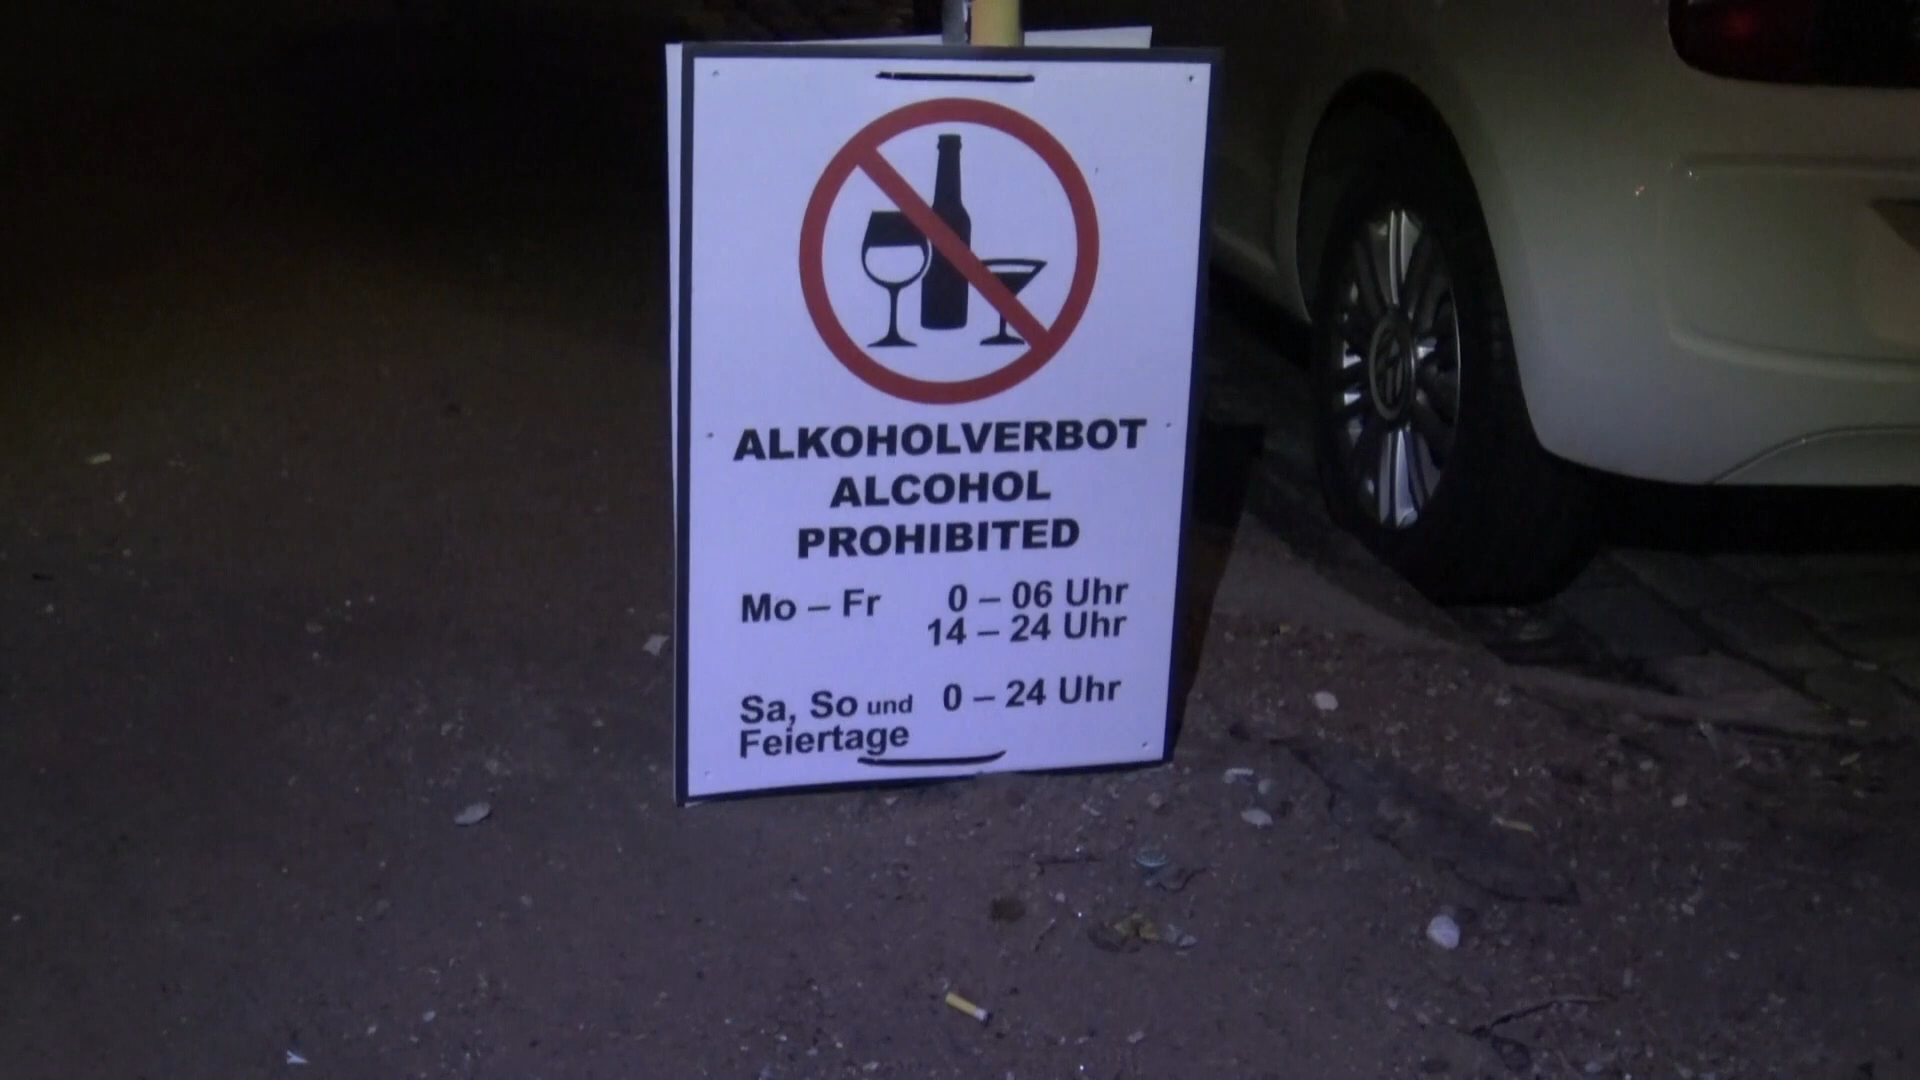 ALKOHOLVERBOT
ALCOHOL
PROHIBITED
Mo – Fr 0 – 06 Uhr
14 – 24 Uhr
Sa, So und 0 – 24 Uhr
Feiertage